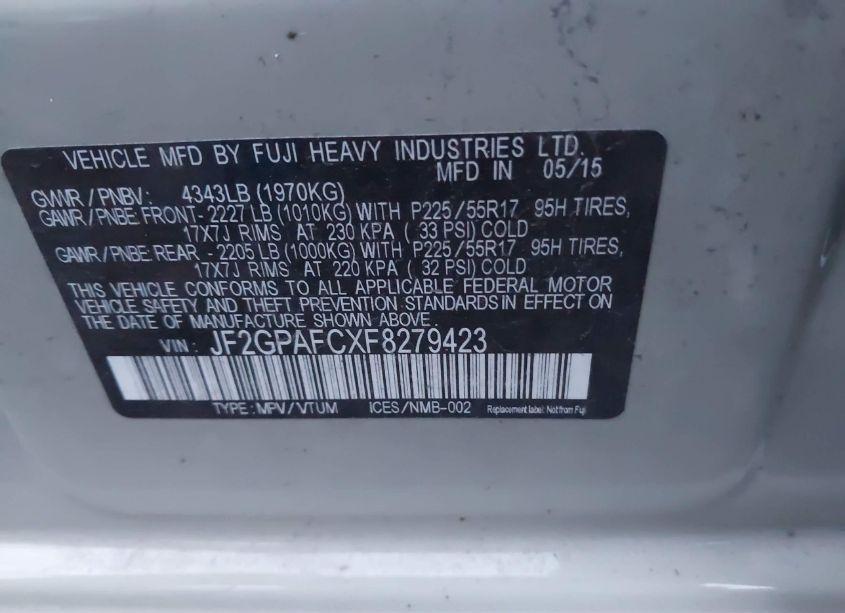 VEHICLE MFD BY FUJI HEAVY INDUSTRIES LTD.
MFD IN 05/15
GVWR / PNBV: 4343LB (1970KG)
GAWR / PNBE: FRONT- 2227 LB (1010KG) WITH P225 /55R17 95H TIRES,
17X7J RIMS AT 230 KPA ( 33 PSI) COLD
GAWR / PNBE: REAR - 2205 LB (1000KG) WITH P225 /55R17 95H TIRES,
17X7J RIMS AT 220 KPA ( 32 PSI) COLD
THIS VEHICLE CONFORMS TO ALL APPLICABLE FEDERAL MOTOR
VEHICLE SAFETY AND THEFT PREVENTION STANDARDS IN EFFECT ON
THE DATE OF MANUFACTURE SHOWN ABOVE.
VIN: JF2GPAFCXF8279423
TYPE: MPV / VTUM ICES/NMB-002 Replacement label: Not from Fuji